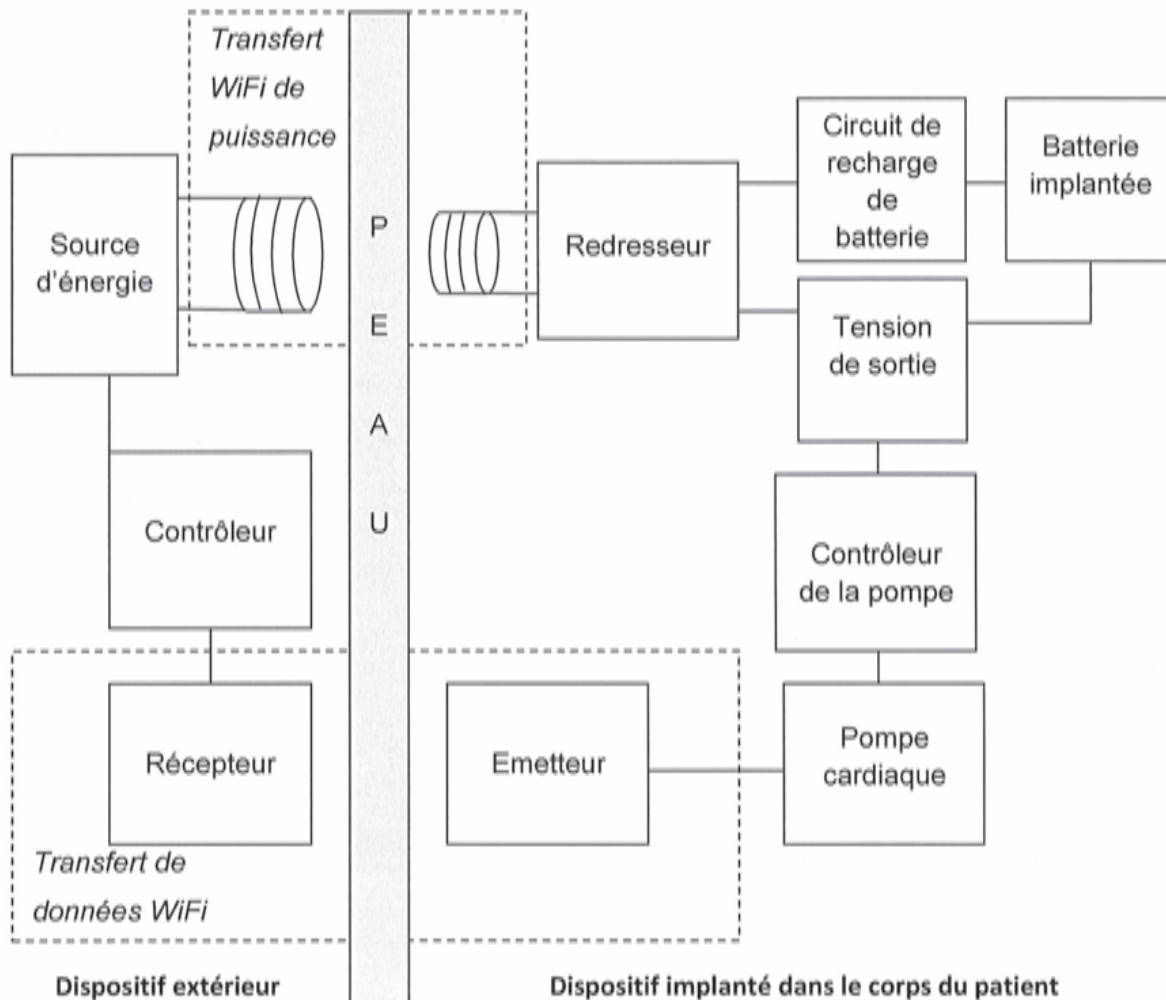 Transfert
WiFi de
puissance
Source
d'énergie
P
E
A
U
Redresseur
Circuit de
recharge
de
batterie
Batterie
implantée
Tension
de sortie
Contrôleur
Contrôleur
de la pompe
Récepteur
Emetteur
Pompe
cardiaque
Transfert de
données WiFi
Dispositif extérieur
Dispositif implanté dans le corps du patient